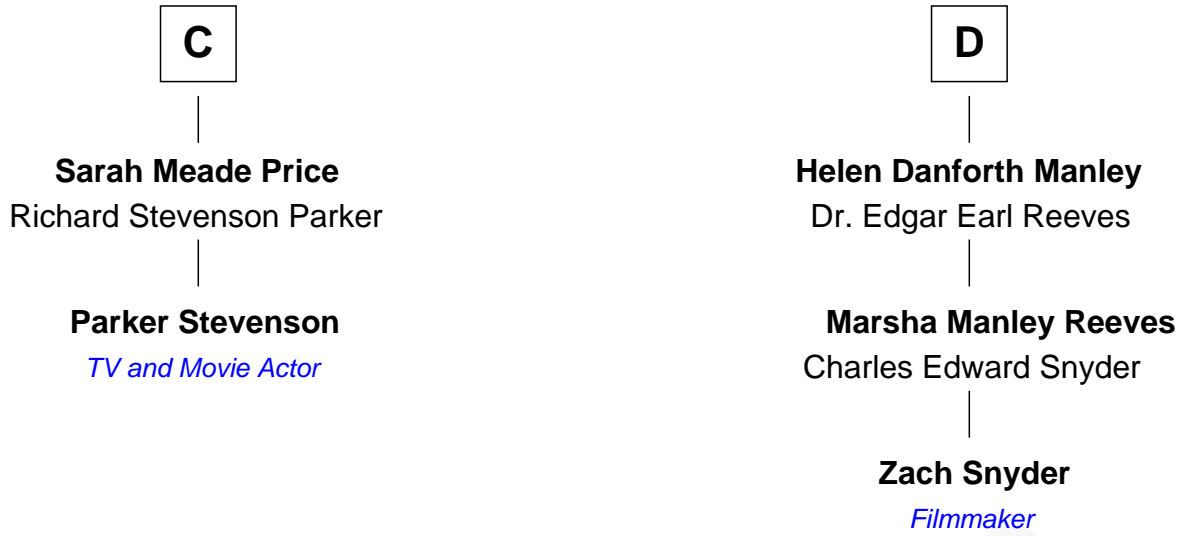 C
Sarah Meade Price
Richard Stevenson Parker
Parker Stevenson
TV and Movie Actor
D
Helen Danforth Manley
Dr. Edgar Earl Reeves
Marsha Manley Reeves
Charles Edward Snyder
Zach Snyder
Filmmaker